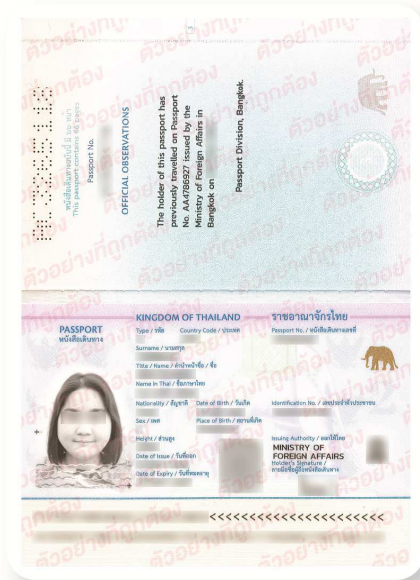 หนังสือเดินทางฉบับนี้มี ๖๖ หน้า
This passport contains 66 pages
Passport No.
OFFICIAL OBSERVATIONS
The holder of this passport has
previously travelled on Passport
No. AA4786927 issued by the
Ministry of Foreign Affairs in
Bangkok on
Passport Division, Bangkok.
PASSPORT
หนังสือเดินทาง
KINGDOM OF THAILAND ราชอาณาจักรไทย
Type / รหัส Country Code / ประเทศ Passport No. / หนังสือเดินทางเลขที่
Surname / นามสกุล
Title / Name / คำนำหน้าชื่อ / ชื่อ
Name in Thai / ชื่อภาษาไทย
Nationality / สัญชาติ Date of Birth / วันเกิด Identification No. / เลขประจำตัวประชาชน
Sex / เพศ Place of Birth / สถานที่เกิด
Height / ส่วนสูง
Issuing Authority / ออกให้โดย
Date of Issue / วันที่ออก
MINISTRY OF
FOREIGN AFFAIRS
Date of Expiry / วันที่หมดอายุ
Holder's Signature /
ลายมือชื่อผู้ถือหนังสือเดินทาง
<<<<<<<<<<<<<<<<<<<<<<
ตัวอย่างที่ถูกต้อง